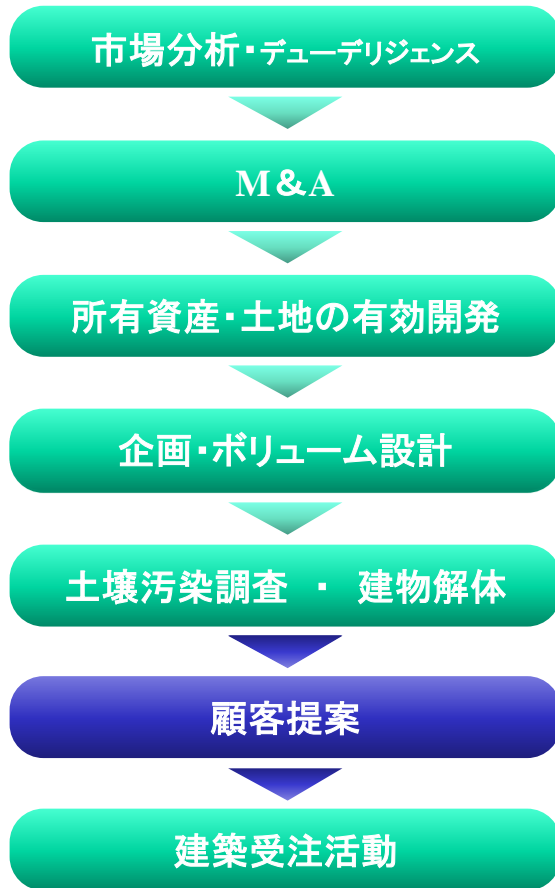 市場分析・デューデリジェンス
M&A
所有資産・土地の有効開発
企画・ボリューム設計
土壌汚染調査　・　建物解体
顧客提案
建築受注活動